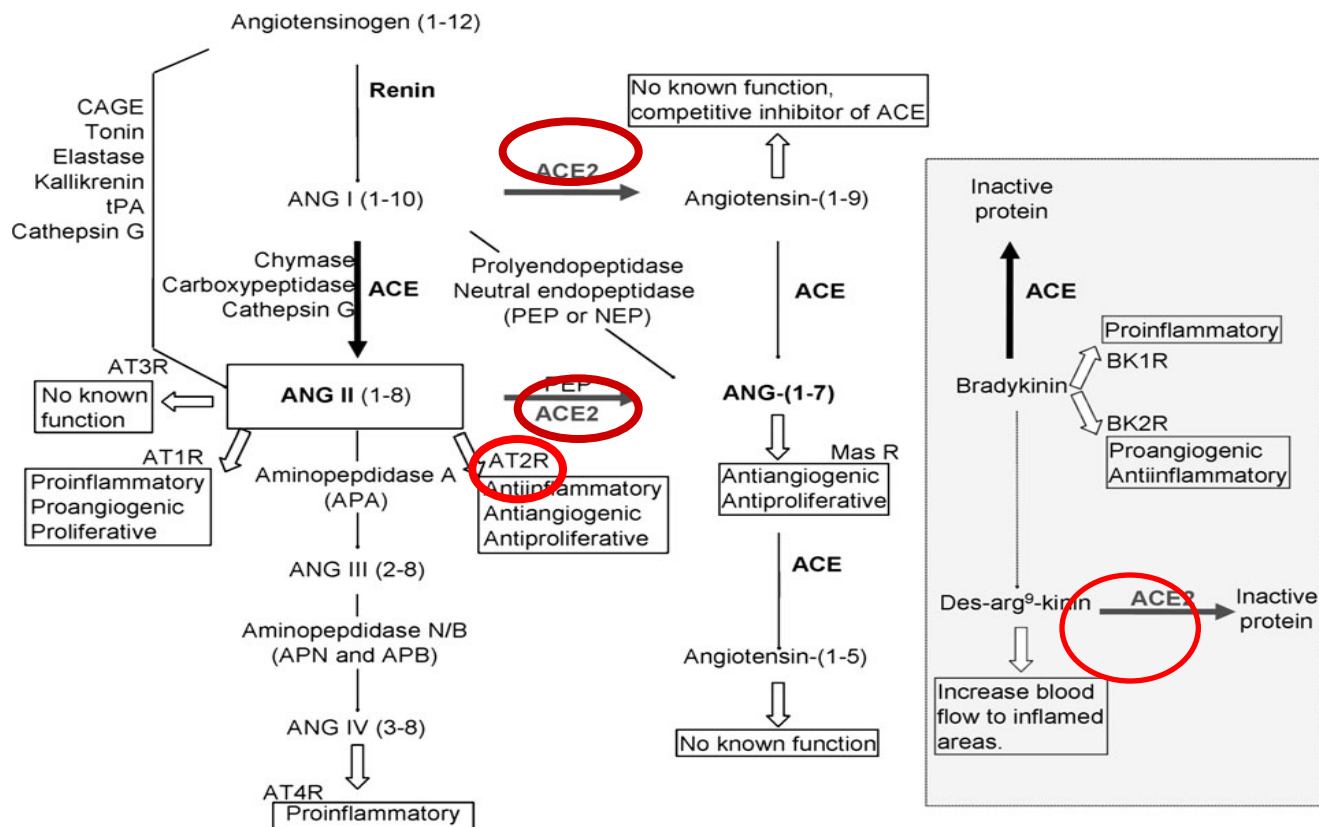 Angiotensinogen (1-12)
Renin
CAGE
Tonin
Elastase
Kallikrenin
tPA
Cathepsin G
No known function,
competitive inhibitor of ACE
ACE2
ANG I (1-10)
Angiotensin-(1-9)
Chymase
Carboxypeptidase
Cathepsin G
ACE
Prolyendopeptidase
Neutral endopeptidase
(PEP or NEP)
ACE
AT3R
No known
function
ANG II (1-8)
PEP
ACE2
ANG-(1-7)
AT1R
Proinflammatory
Proangiogenic
Proliferative
Aminopepdidase A
(APA)
AT2R
Antiinflammatory
Antiangiogenic
Antiproliferative
Mas R
Antiangiogenic
Antiproliferative
ANG III (2-8)
ACE
Aminopepdidase N/B
(APN and APB)
Angiotensin-(1-5)
ANG IV (3-8)
No known function
AT4R
Proinflammatory
Inactive
protein
ACE
Proinflammatory
BK1R
Bradykinin
BK2R
Proangiogenic
Antiinflammatory
Des-arg⁹-kinin
ACE2
Inactive
protein
Increase blood
flow to inflamed
areas.